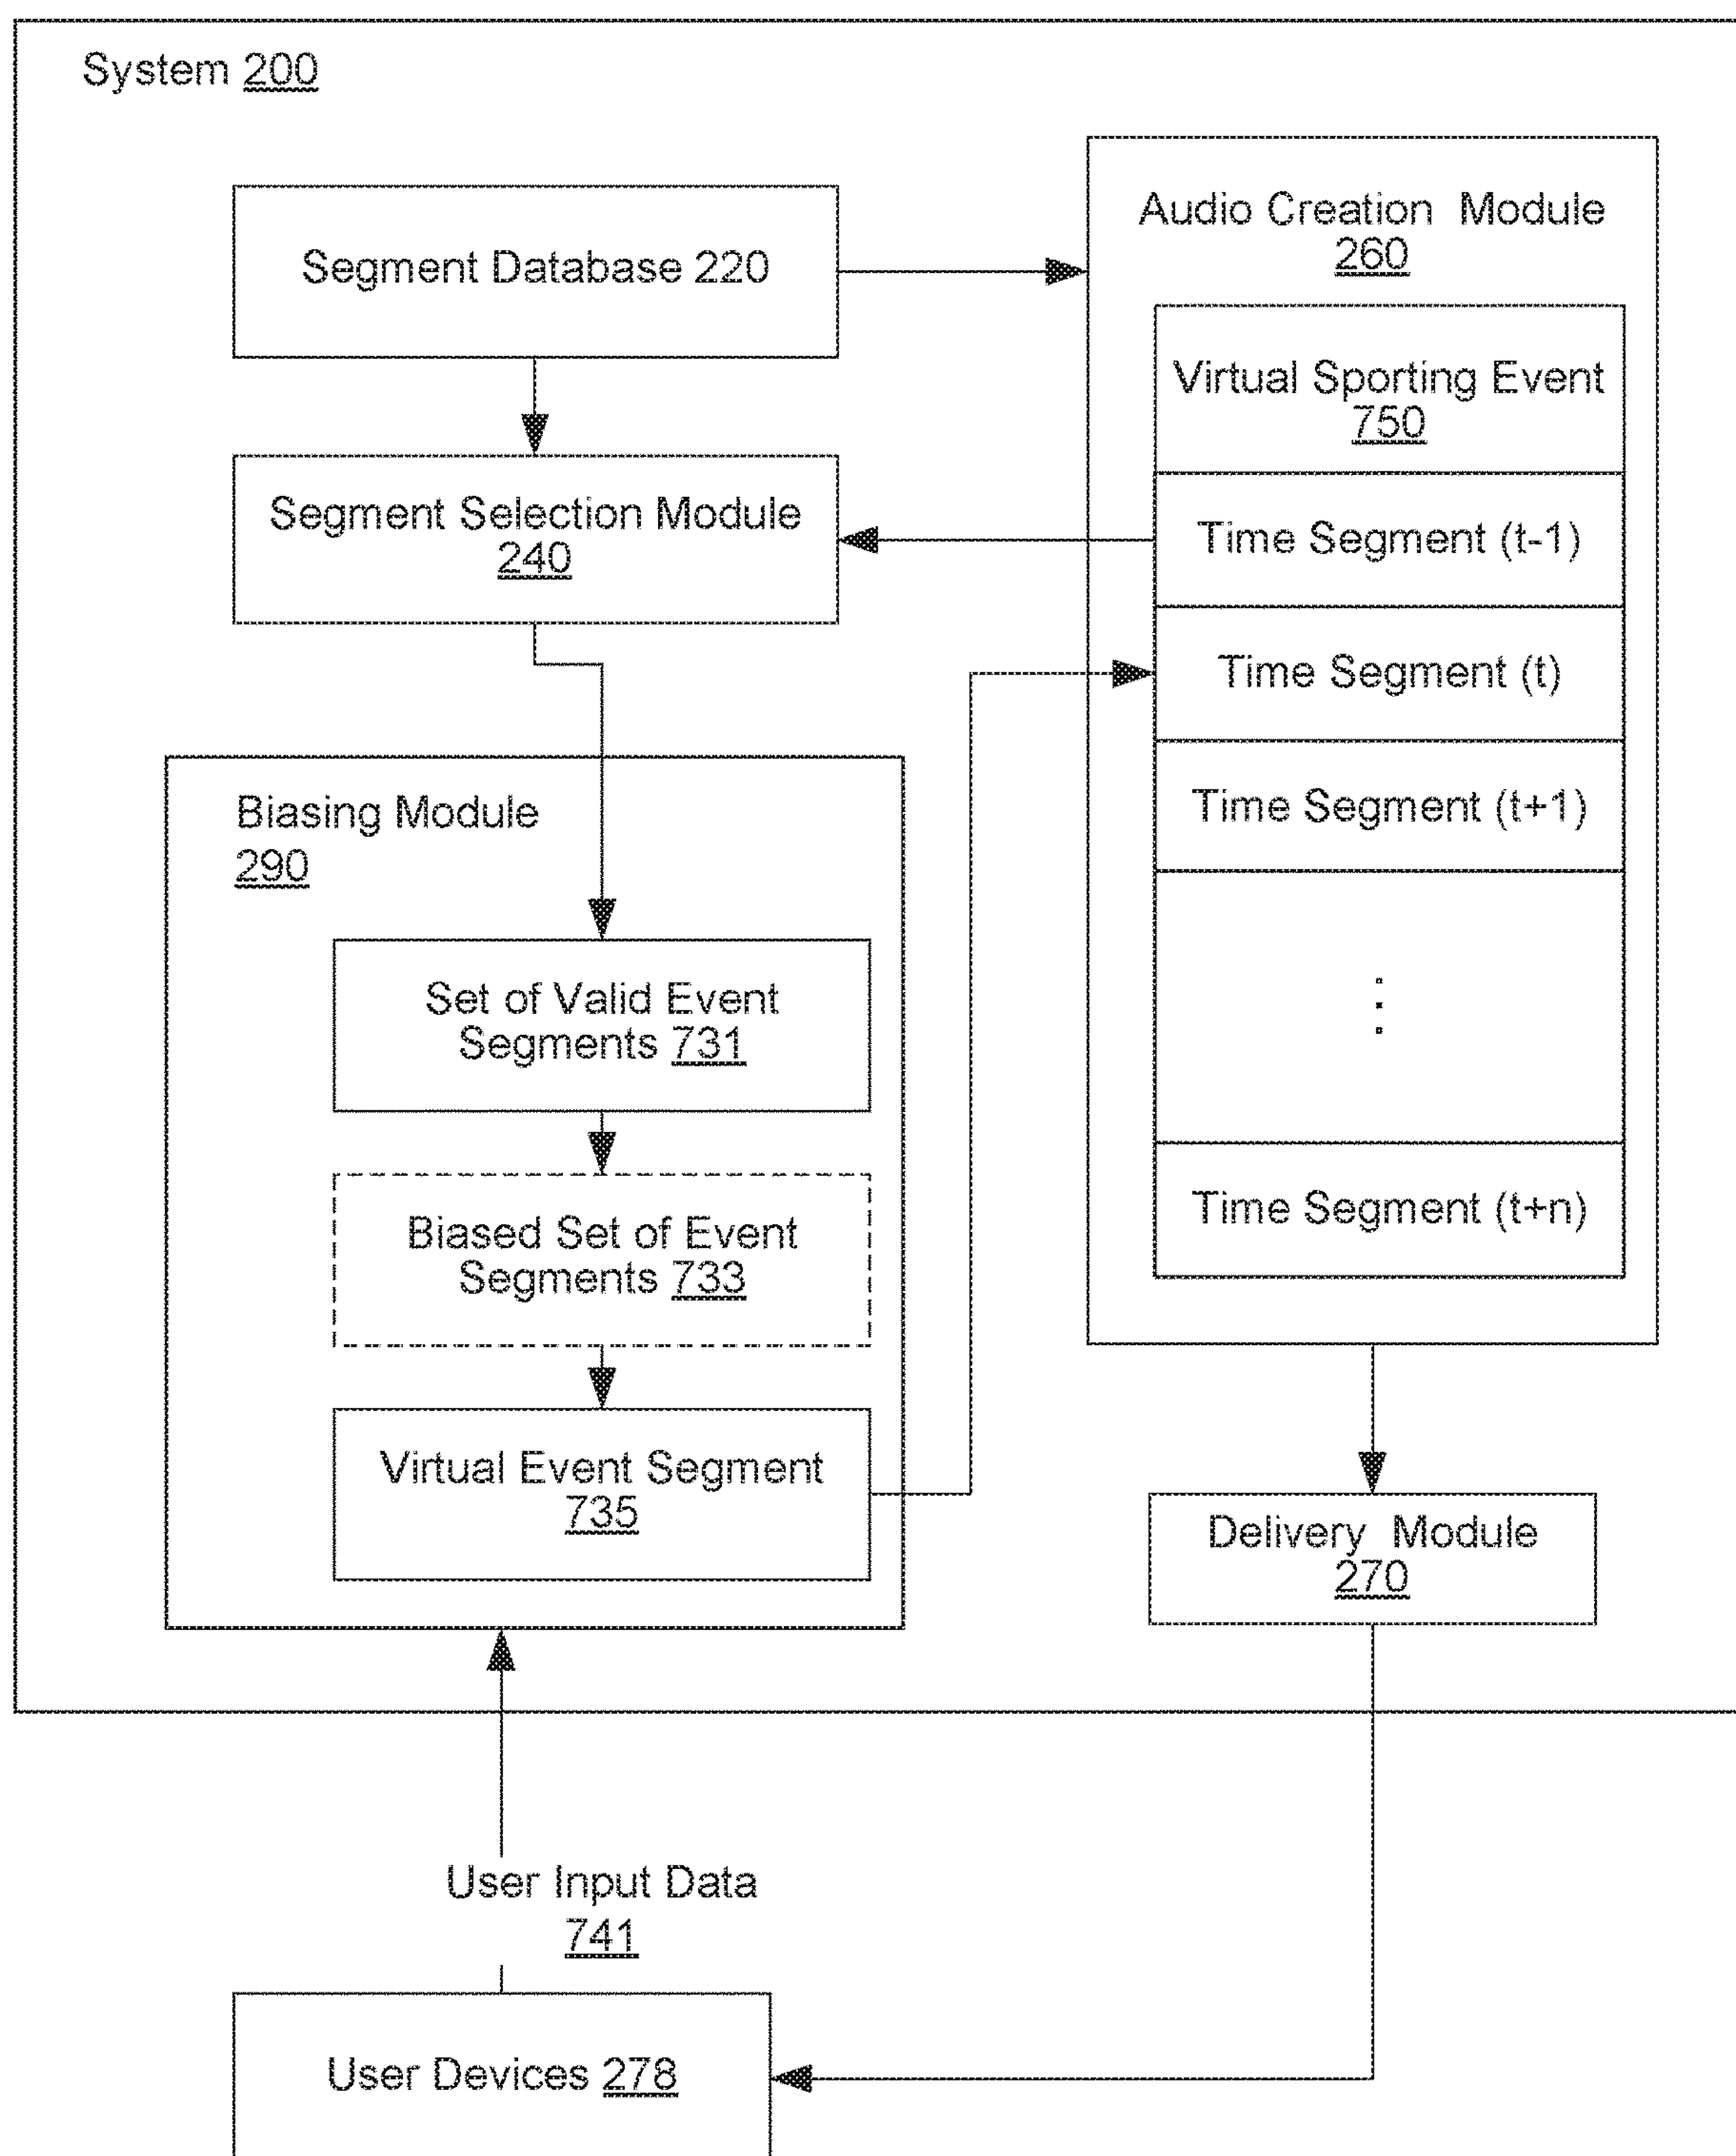 System 200
Segment Database 220
Audio Creation Module
260
Virtual Sporting Event
750
Segment Selection Module
240
Time Segment (t-1)
Time Segment (t)
Time Segment (t+1)
Time Segment (t+n)
Biasing Module
290
Set of Valid Event
Segments 731
Biased Set of Event
Segments 733
Virtual Event Segment
735
Delivery Module
270
User Input Data
741
User Devices 278